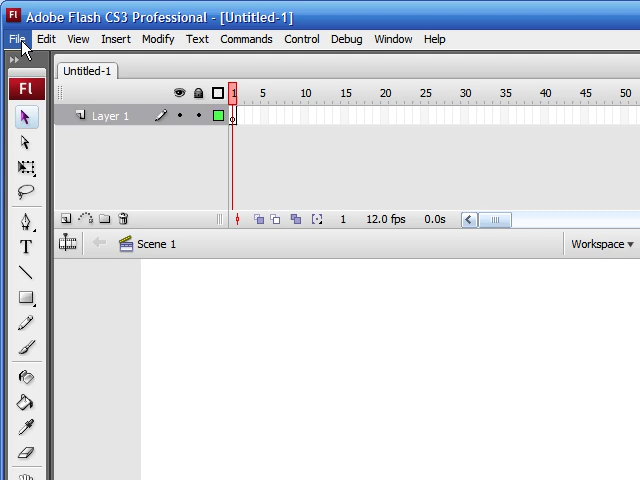 Fl Adobe Flash CS3 Professional - [Untitled-1]
File Edit View Insert Modify Text Commands Control Debug Window Help
Untitled-1
Fl
1 5 10 15 20 25 30 35 40 45 50
Layer 1
1 12.0 fps 0.0s
Scene 1 Workspace
T